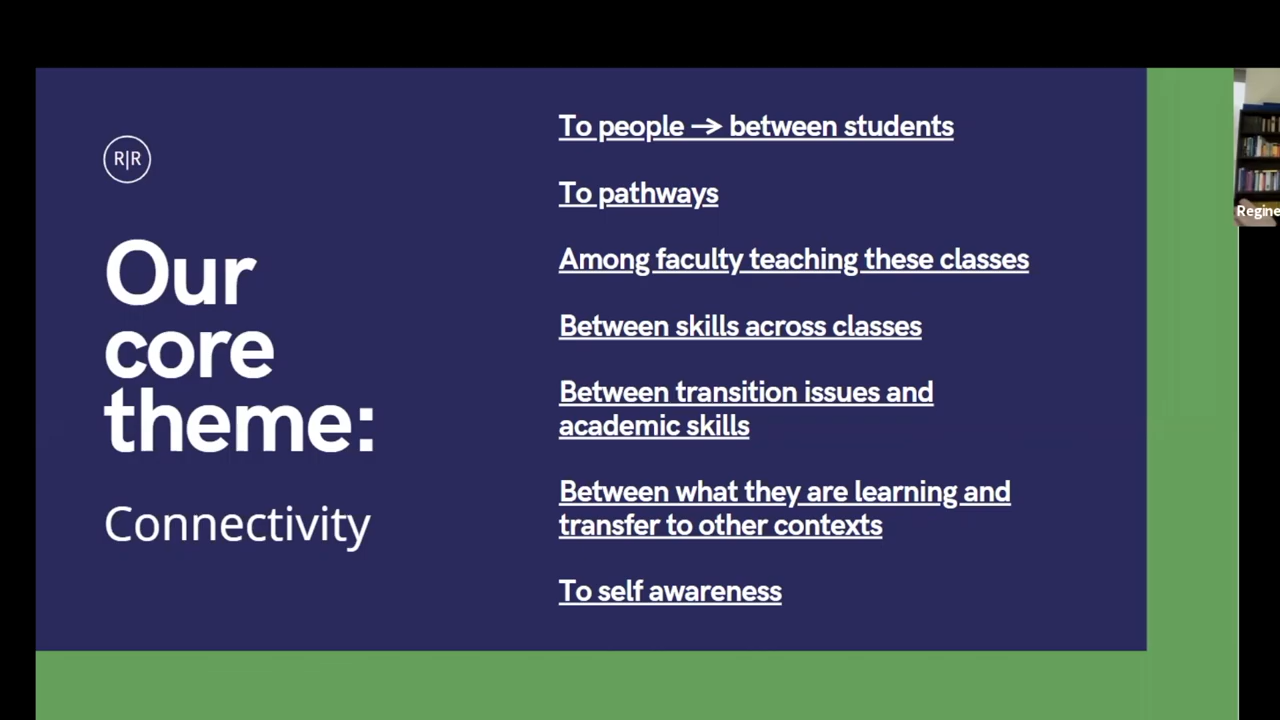 R|R
Our
core
theme:
Connectivity
To people → between students
To pathways
Among faculty teaching these classes
Between skills across classes
Between transition issues and
academic skills
Between what they are learning and
transfer to other contexts
To self awareness
Regine